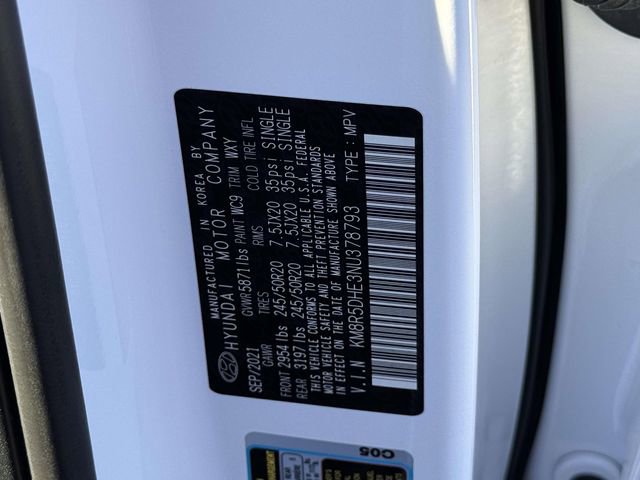 MANUFACTURED IN KOREA BY
HYUNDAI MOTOR COMPANY
SEP/2021 GVWR5871lbs PAINT WC9 TRIM WXY
GAWR TIRES RIMS COLD TIRE INFL
FRONT 2954 lbs 245/50R20 7.5JX20 35psi SINGLE
REAR 3197 lbs 245/50R20 7.5JX20 35psi SINGLE
THIS VEHICLE CONFORMS TO ALL APPLICABLE U.S.A. FEDERAL
MOTOR VEHICLE SAFETY AND THEFT PREVENTION STANDARDS
IN EFFECT ON THE DATE OF MANUFACTURE SHOWN ABOVE
V.I.N KM8R5DHE3NU378793 TYPE : MPV
C05
REAR